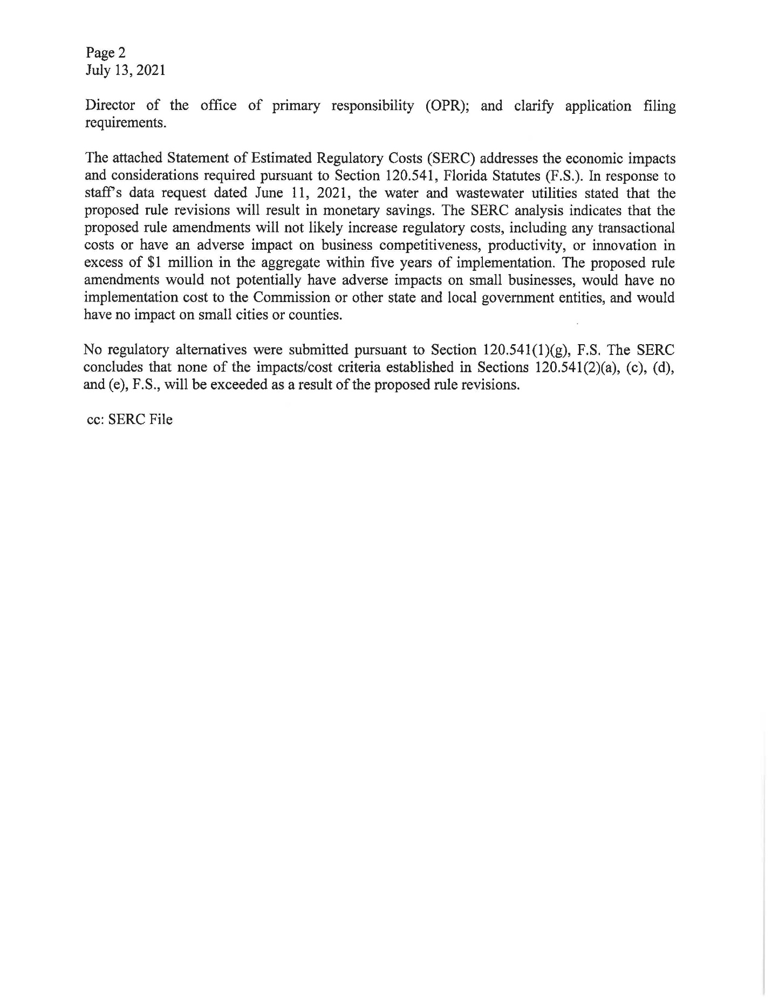 Page 2
July 13, 2021
Director of the office of primary responsibility (OPR); and clarify application filing
requirements.
The attached Statement of Estimated Regulatory Costs (SERC) addresses the economic impacts
and considerations required pursuant to Section 120.541, Florida Statutes (F.S.). In response to
staff's data request dated June 11, 2021, the water and wastewater utilities stated that the
proposed rule revisions will result in monetary savings. The SERC analysis indicates that the
proposed rule amendments will not likely increase regulatory costs, including any transactional
costs or have an adverse impact on business competitiveness, productivity, or innovation in
excess of $1 million in the aggregate within five years of implementation. The proposed rule
amendments would not potentially have adverse impacts on small businesses, would have no
implementation cost to the Commission or other state and local government entities, and would
have no impact on small cities or counties.
No regulatory alternatives were submitted pursuant to Section 120.541(1)(g), F.S. The SERC
concludes that none of the impacts/cost criteria established in Sections 120.541(2)(a), (c), (d),
and (e), F.S., will be exceeded as a result of the proposed rule revisions.
cc: SERC File